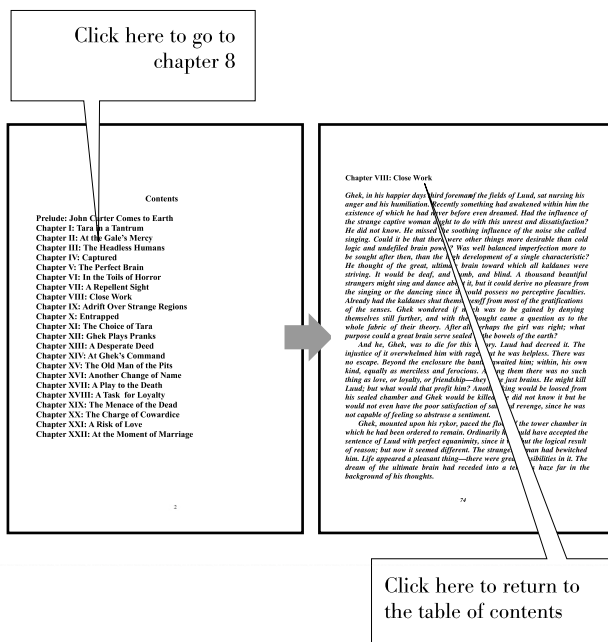 Click here to go to
chapter 8
Contents
Prelude: John Carter Comes to Earth
Chapter I: Tara in a Tantrum
Chapter II: At the Gale's Mercy
Chapter III: The Headless Humans
Chapter IV: Captured
Chapter V: The Perfect Brain
Chapter VI: In the Toils of Horror
Chapter VII: A Repellent Sight
Chapter VIII: Close Work
Chapter IX: Adrift Over Strange Regions
Chapter X: Entrapped
Chapter XI: The Choice of Tara
Chapter XII: Ghek Plays Pranks
Chapter XIII: A Desperate Deed
Chapter XIV: At Ghek's Command
Chapter XV: The Old Man of the Pits
Chapter XVI: Another Change of Name
Chapter XVII: A Play to the Death
Chapter XVIII: A Task for Loyalty
Chapter XIX: The Menace of the Dead
Chapter XX: The Charge of Cowardice
Chapter XXI: A Risk of Love
Chapter XXII: At the Moment of Marriage
2
Chapter VIII: Close Work
Ghek, in his happier days third foreman of the fields of Luud, sat nursing his
anger and his humiliation. Recently something had awakened within him the
existence of which he had never before even dreamed. Had the influence of
the strange captive woman aught to do with this unrest and dissatisfaction?
He did not know. He missed the soothing influence of the noise she called
singing. Could it be that there were other things more desirable than cold
logic and undefiled brain power? Was well balanced imperfection more to
be sought after then, than the high development of a single characteristic?
He thought of the great, ultimate brain toward which all kaldanes were
striving. It would be deaf, and dumb, and blind. A thousand beautiful
strangers might sing and dance about it, but it could derive no pleasure from
the singing or the dancing since it would possess no perceptive faculties.
Already had the kaldanes shut themselves off from most of the gratifications
of the senses. Ghek wondered if much was to be gained by denying
themselves still further, and with the thought came a question as to the
whole fabric of their theory. After all perhaps the girl was right; what
purpose could a great brain serve sealed in the bowels of the earth?
And he, Ghek, was to die for this theory. Luud had decreed it. The
injustice of it overwhelmed him with rage. But he was helpless. There was
no escape. Beyond the enclosure the banths awaited him; within, his own
kind, equally as merciless and ferocious. Among them there was no such
thing as love, or loyalty, or friendship—they were just brains. He might kill
Luud; but what would that profit him? Another king would be loosed from
his sealed chamber and Ghek would be killed. He did not know it but he
would not even have the poor satisfaction of satisfied revenge, since he was
not capable of feeling so abstruse a sentiment.
Ghek, mounted upon his rykor, paced the floor of the tower chamber in
which he had been ordered to remain. Ordinarily he would have accepted the
sentence of Luud with perfect equanimity, since it was but the logical result
of reason; but now it seemed different. The stranger woman had bewitched
him. Life appeared a pleasant thing—there were great possibilities in it. The
dream of the ultimate brain had receded into a tenuous haze far in the
background of his thoughts.
74
Click here to return to
the table of contents